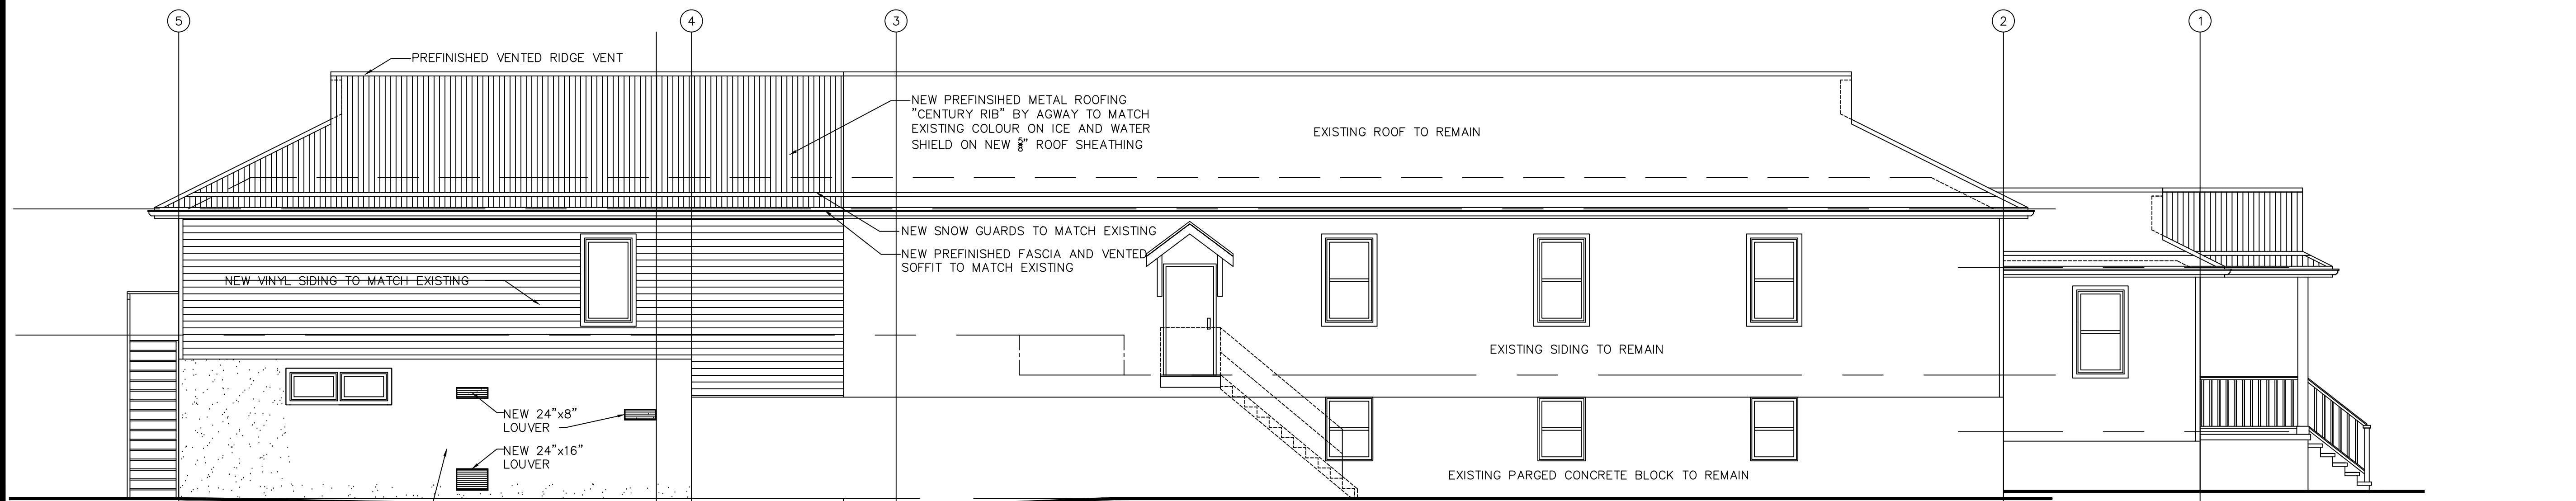 5
4
3
2
1
PREFINISHED VENTED RIDGE VENT
NEW PREFINSIHED METAL ROOFING
"CENTURY RIB" BY AGWAY TO MATCH
EXISTING COLOUR ON ICE AND WATER
SHIELD ON NEW 5/8" ROOF SHEATHING
EXISTING ROOF TO REMAIN
NEW SNOW GUARDS TO MATCH EXISTING
NEW PREFINISHED FASCIA AND VENTED
SOFFIT TO MATCH EXISTING
NEW VINYL SIDING TO MATCH EXISTING
EXISTING SIDING TO REMAIN
NEW 24"x8"
LOUVER
NEW 24"x16"
LOUVER
EXISTING PARGED CONCRETE BLOCK TO REMAIN